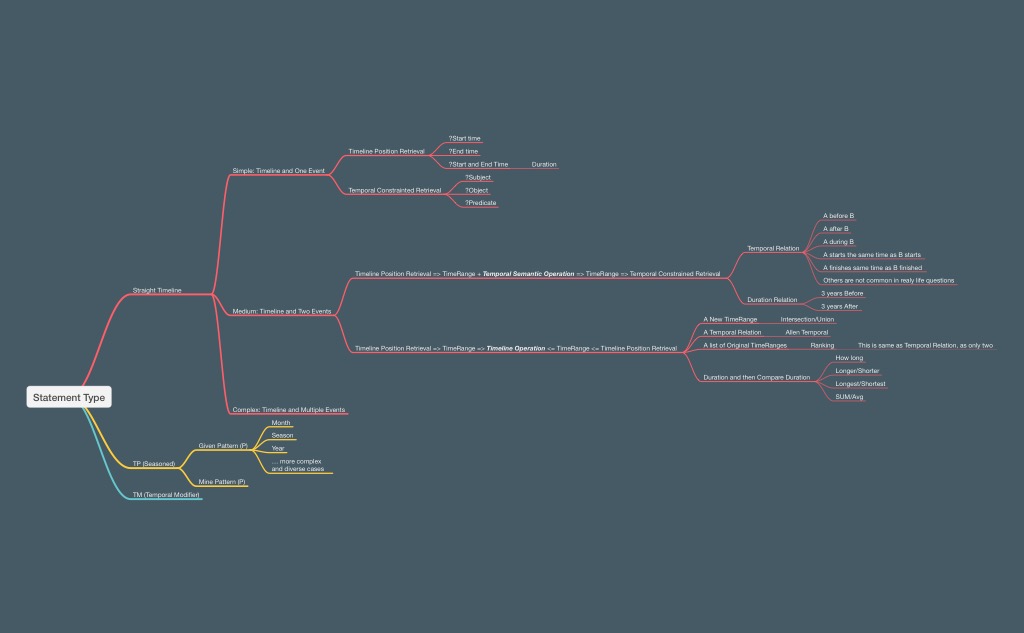 Statement Type
Straight Timeline
Simple: Timeline and One Event
Timeline Position Retrieval
?Start time
?End time
?Start and End Time
Duration
Temporal Constrainted Retrieval
?Subject
?Object
?Predicate
Medium: Timeline and Two Events
Timeline Position Retrieval => TimeRange + Temporal Semantic Operation => TimeRange => Temporal Constrained Retrieval
Temporal Relation
A before B
A after B
A during B
A starts the same time as B starts
A finishes same time as B finished
Others are not common in realy life questions
Duration Relation
3 years Before
3 years After
Timeline Position Retrieval => TimeRange => Timeline Operation <= TimeRange <= Timeline Position Retrieval
A New TimeRange
Intersection/Union
A Temporal Relation
Allen Temporal
A list of Original TimeRanges
Ranking
This is same as Temporal Relation, as only two
Duration and then Compare Duration
How long
Longer/Shorter
Longest/Shortest
SUM/Avg
Complex: Timeline and Multiple Events
TP (Seasoned)
Given Pattern (P)
Month
Season
Year
... more complex
and diverse cases
Mine Pattern (P)
TM (Temporal Modifier)